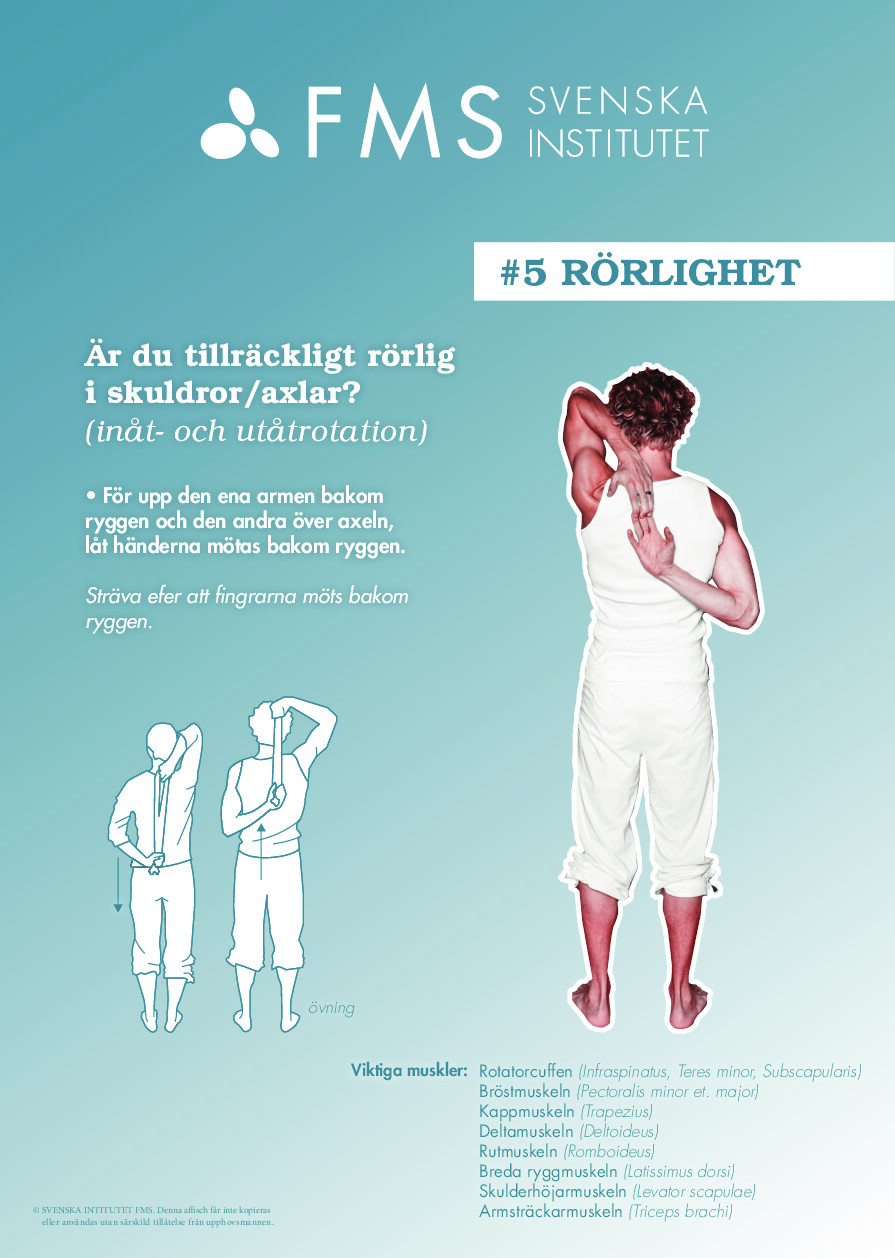 FMS SVENSKA
INSTITUTET
#5 RÖRLIGHET
Är du tillräckligt rörlig
i skuldror/axlar?
(inåt- och utåtrotation)
• För upp den ena armen bakom
ryggen och den andra över axeln,
låt händerna mötas bakom ryggen.
Sträva efer att fingrarna möts bakom
ryggen.
övning
Viktiga muskler: Rotatorcuffen (Infraspinatus, Teres minor, Subscapularis)
Bröstmuskeln (Pectoralis minor et. major)
Kappmuskeln (Trapezius)
Deltamuskeln (Deltoideus)
Rutmuskeln (Romboideus)
Breda ryggmuskeln (Latissimus dorsi)
Skulderhöjarmuskeln (Levator scapulae)
Armsträckarmuskeln (Triceps brachi)
© SVENSKA INTITUTET FMS. Denna affisch får inte kopieras
eller användas utan särskild tillåtelse från upphovsmannen.